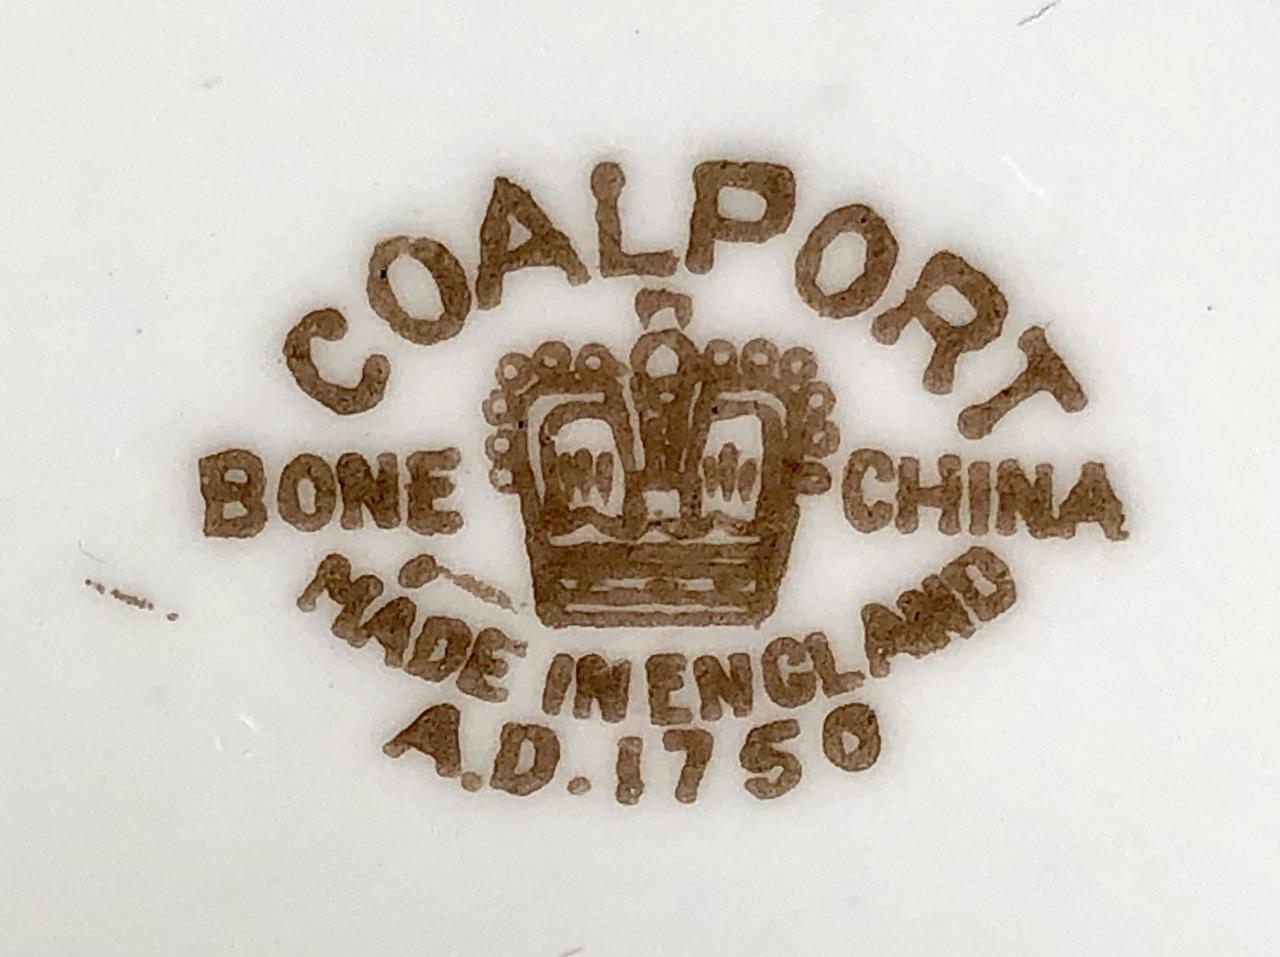 COALPORT
BONE CHINA
MADE IN ENGLAND
A.D. 1750